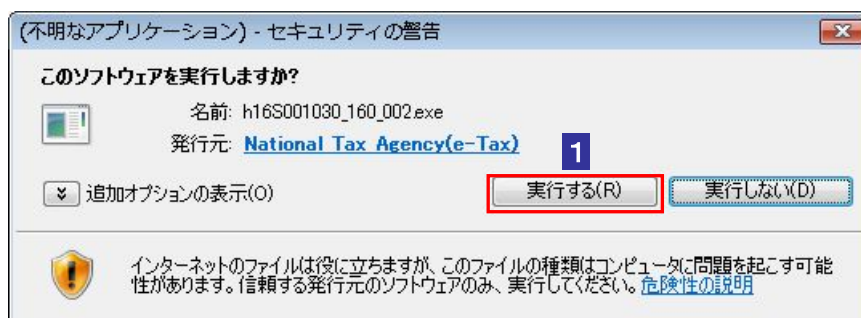 (不明なアプリケーション) - セキュリティの警告
このソフトウェアを実行しますか?
名前: h16S001030_160_002.exe
発行元: National Tax Agency(e-Tax)
1
追加オプションの表示(O)
実行する(R)
実行しない(D)
インターネットのファイルは役に立ちますが、このファイルの種類はコンピュータに問題を起こす可能
性があります。信頼する発行元のソフトウェアのみ、実行してください。危険性の説明